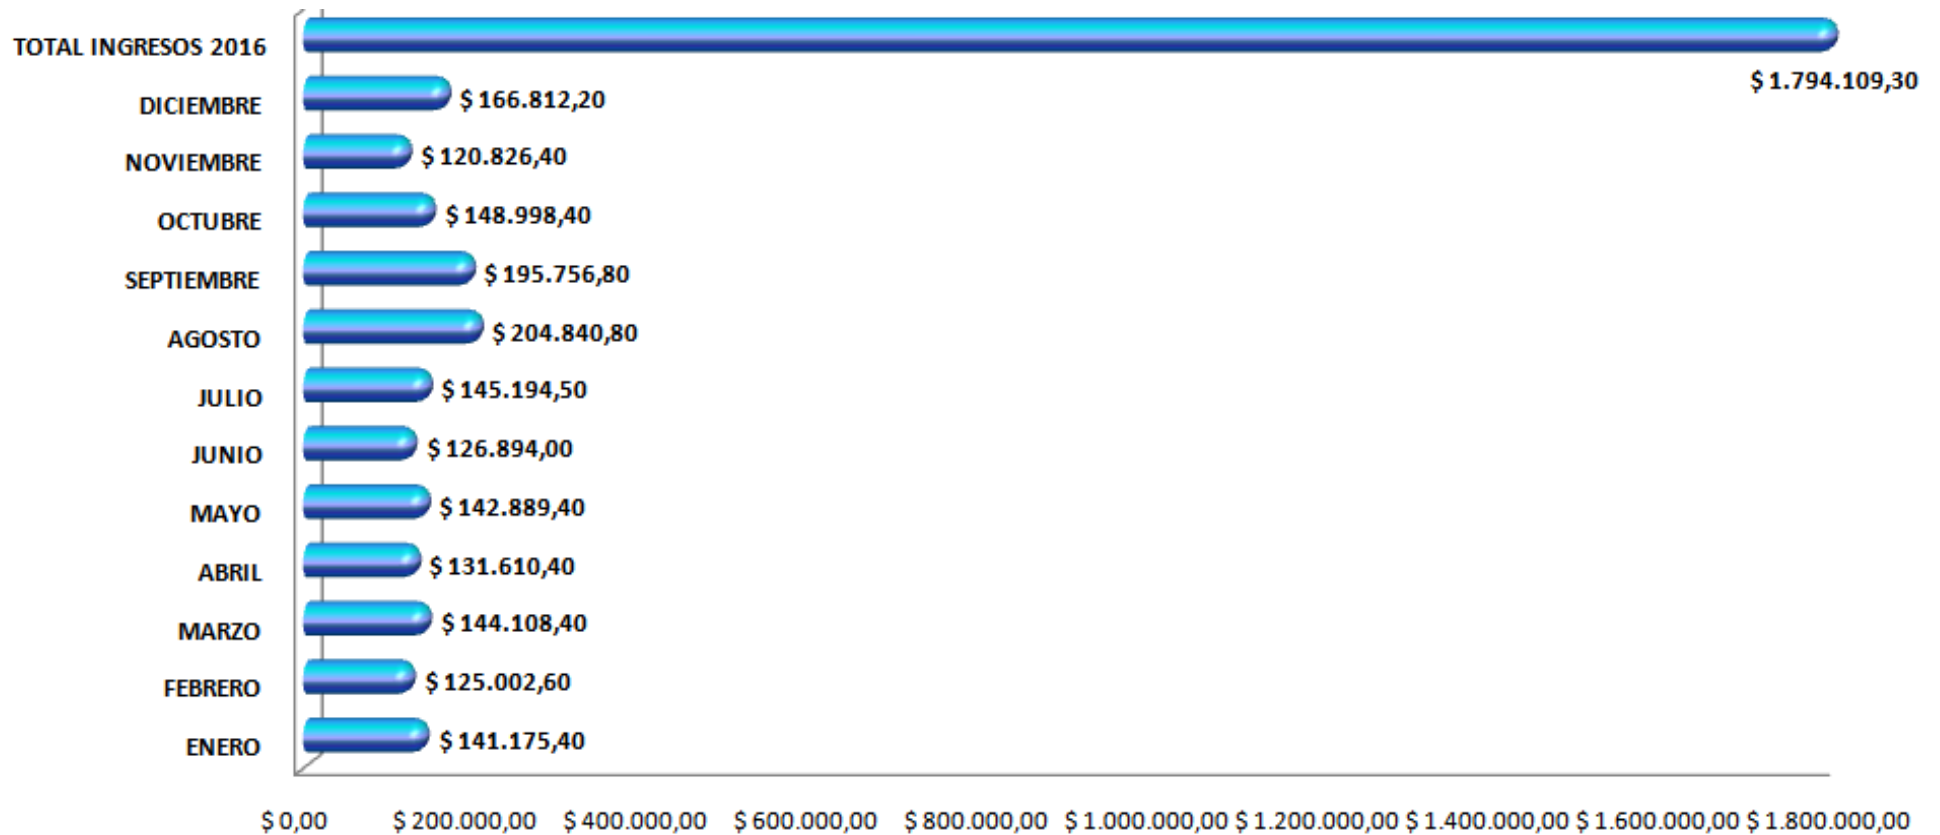 TOTAL INGRESOS 2016
$ 1.794.109,30
DICIEMBRE $ 166.812,20
NOVIEMBRE $ 120.826,40
OCTUBRE $ 148.998,40
SEPTIEMBRE $ 195.756,80
AGOSTO $ 204.840,80
JULIO $ 145.194,50
JUNIO $ 126.894,00
MAYO $ 142.889,40
ABRIL $ 131.610,40
MARZO $ 144.108,40
FEBRERO $ 125.002,60
ENERO $ 141.175,40
$ 0,00 $ 200.000,00 $ 400.000,00 $ 600.000,00 $ 800.000,00 $ 1.000.000,00 $ 1.200.000,00 $ 1.400.000,00 $ 1.600.000,00 $ 1.800.000,00